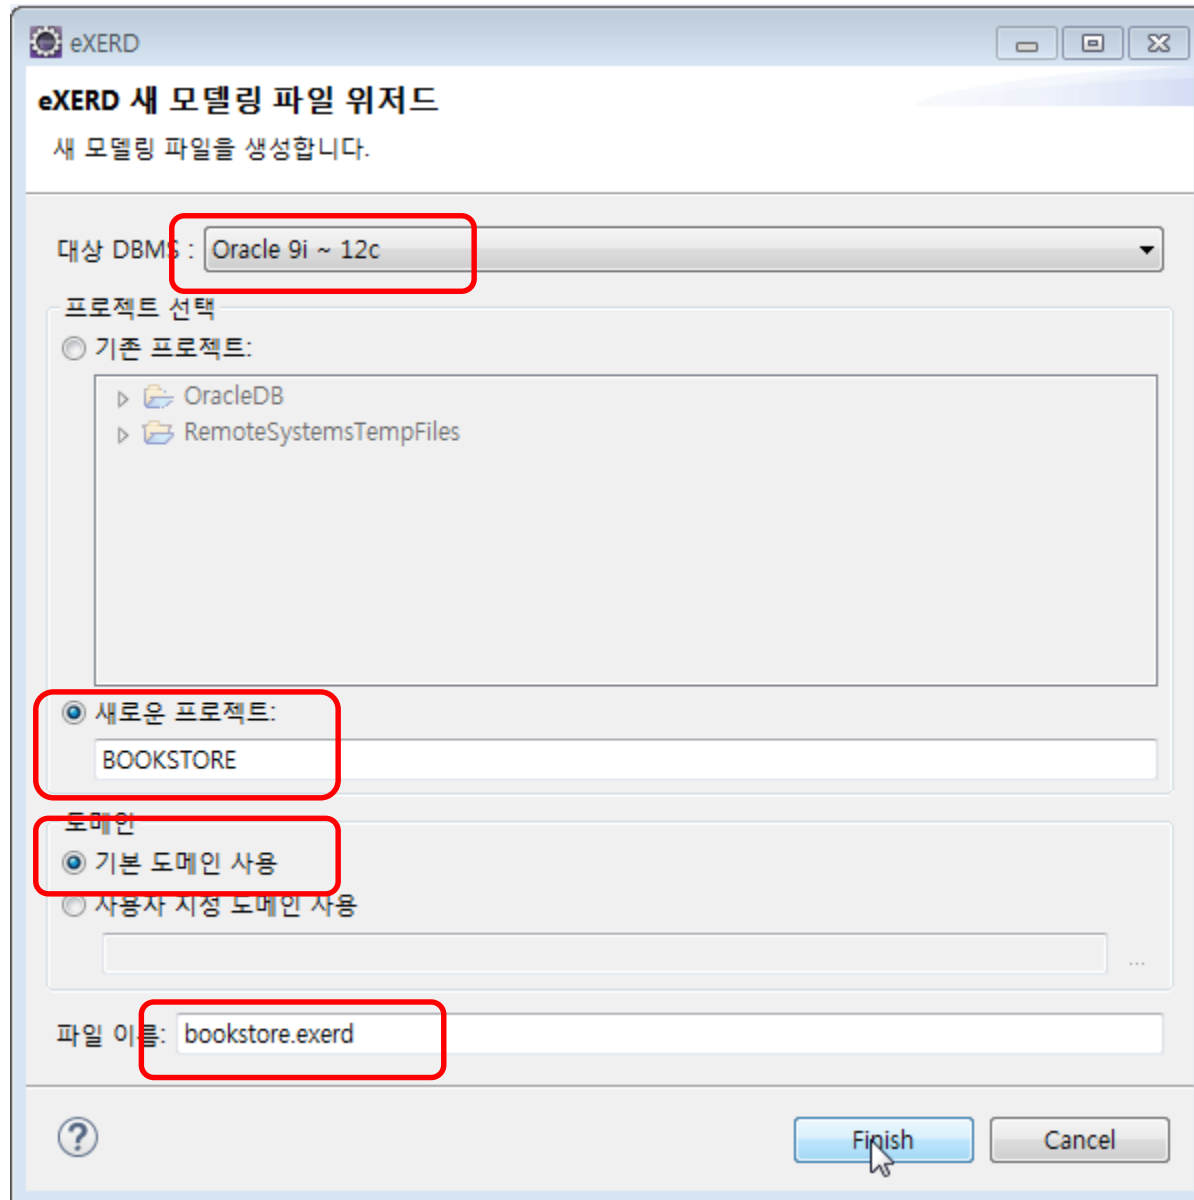 eXERD
eXERD 새 모델링 파일 위저드
새 모델링 파일을 생성합니다.
대상 DBMS : Oracle 9i ~ 12c
프로젝트 선택
기존 프로젝트:
OracleDB
RemoteSystemsTempFiles
새로운 프로젝트:
BOOKSTORE
도메인
기본 도메인 사용
사용자 지정 도메인 사용
...
파일 이름: bookstore.exerd
?
Finish Cancel